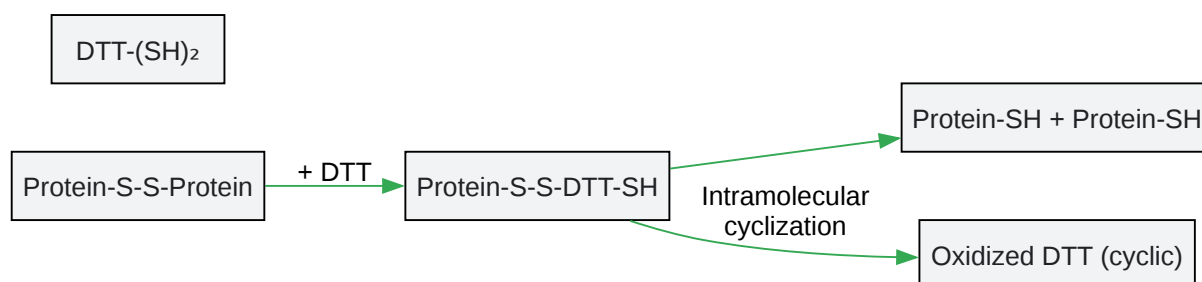 DTT-(SH)₂
Protein-S-S-Protein
+ DTT
Protein-S-S-DTT-SH
Intramolecular
cyclization
Protein-SH + Protein-SH
Oxidized DTT (cyclic)